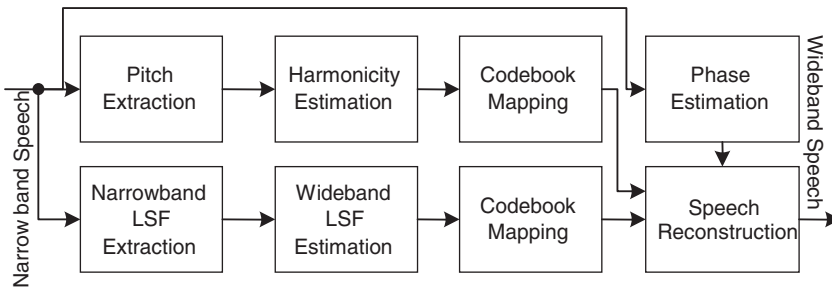 Narrow band Speech
Pitch
Extraction
Harmonicity
Estimation
Codebook
Mapping
Phase
Estimation
Narrowband
LSF
Extraction
Wideband
LSF
Estimation
Codebook
Mapping
Speech
Reconstruction
Wideband Speech